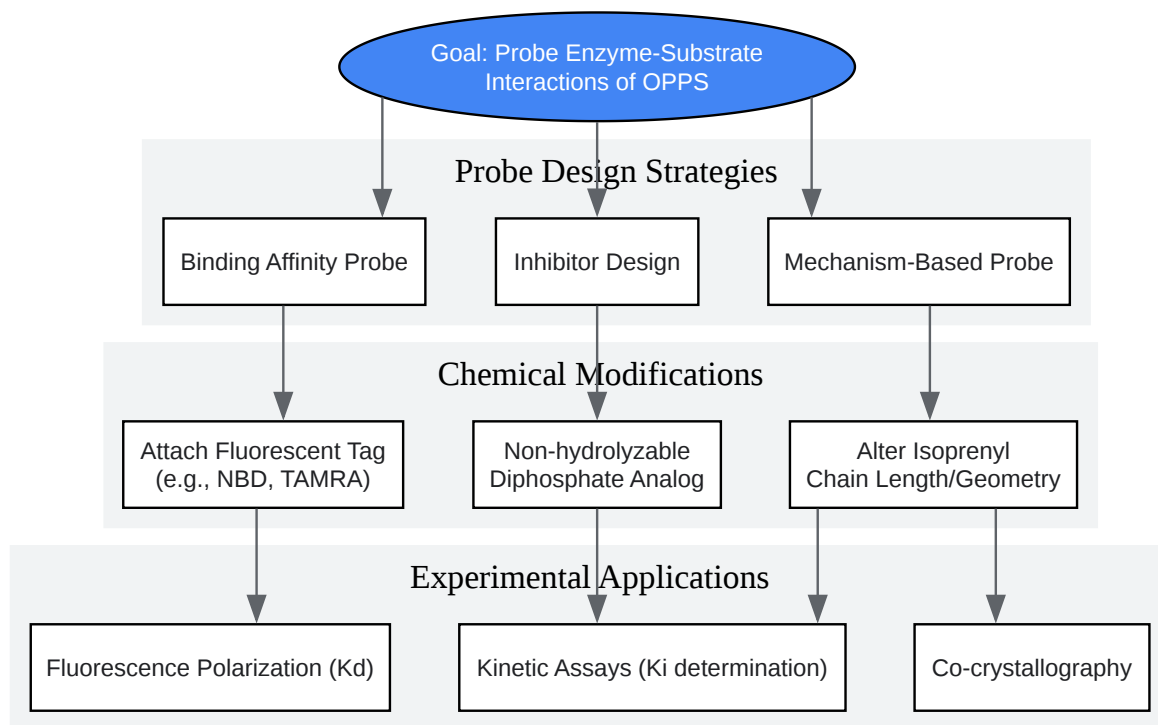 Goal: Probe Enzyme-Substrate
Interactions of OPPS
Probe Design Strategies
Binding Affinity Probe
Inhibitor Design
Mechanism-Based Probe
Chemical Modifications
Attach Fluorescent Tag
(e.g., NBD, TAMRA)
Non-hydrolyzable
Diphosphate Analog
Alter Isoprenyl
Chain Length/Geometry
Experimental Applications
Fluorescence Polarization (Kd)
Kinetic Assays (Ki determination)
Co-crystallography